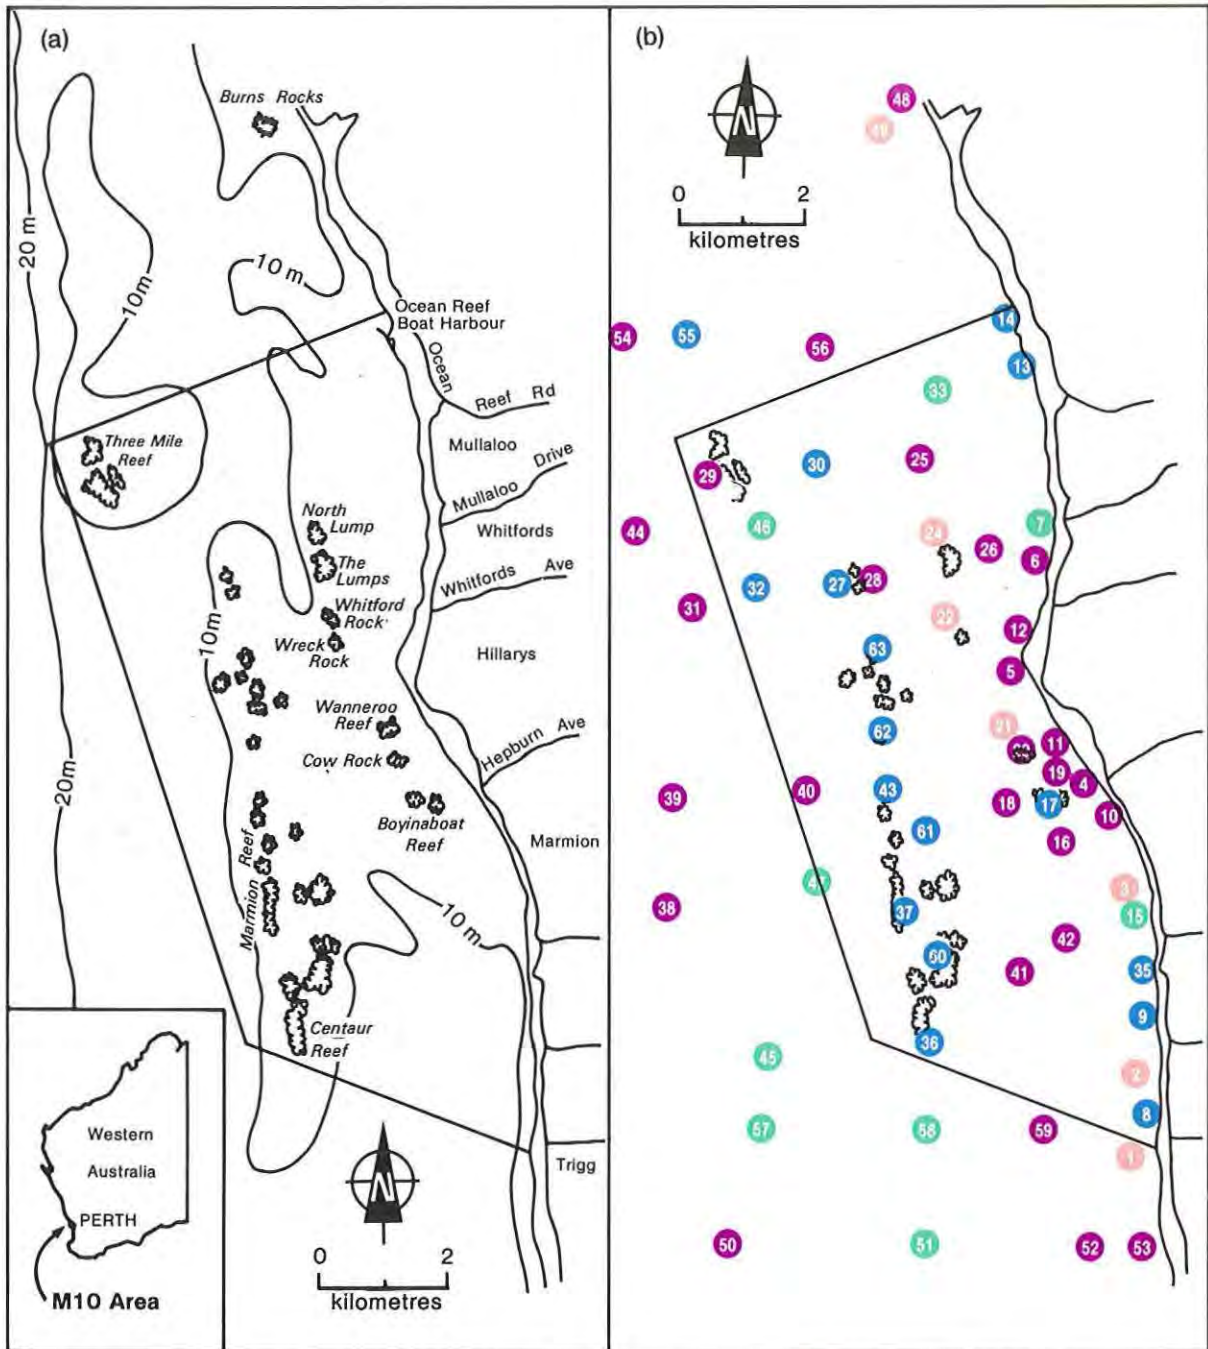 (a)
Burns Rocks
20 m
10m
10 m
Ocean Reef
Boat Harbour
Ocean
Reef Rd
Three Mile
Reef
Mullaloo
Mullaloo Drive
North
Lump
Whitfords
The
Lumps
Whitfords Ave
Whitford
Rock
10m
Wreck
Rock
Hillarys
Wanneroo
Reef
Hepburn Ave
Cow Rock
20m
Boyinaboat
Reef
Marmion
Marmion Reef
10 m
Centaur
Reef
Western
Australia
PERTH
M10 Area
N
0 2
kilometres
Trigg
(b)
N
0 2
kilometres
48
49
14
54
55
56
13
33
30
25
29
44
46
24
7
26
6
32
27
28
31
22
12
63
5
21
62
20
11
19
4
39
40
43
18
17
10
61
16
47
3
38
37
15
42
60
41
35
9
36
45
2
8
57
58
59
1
50
51
52
53